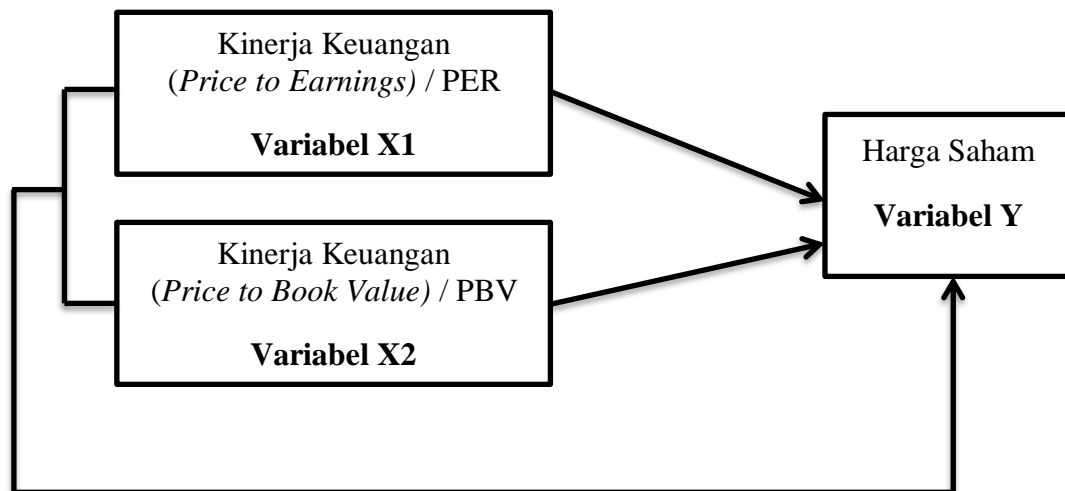 Kinerja Keuangan
(Price to Earnings) / PER
Variabel X1
Kinerja Keuangan
(Price to Book Value) / PBV
Variabel X2
Harga Saham
Variabel Y